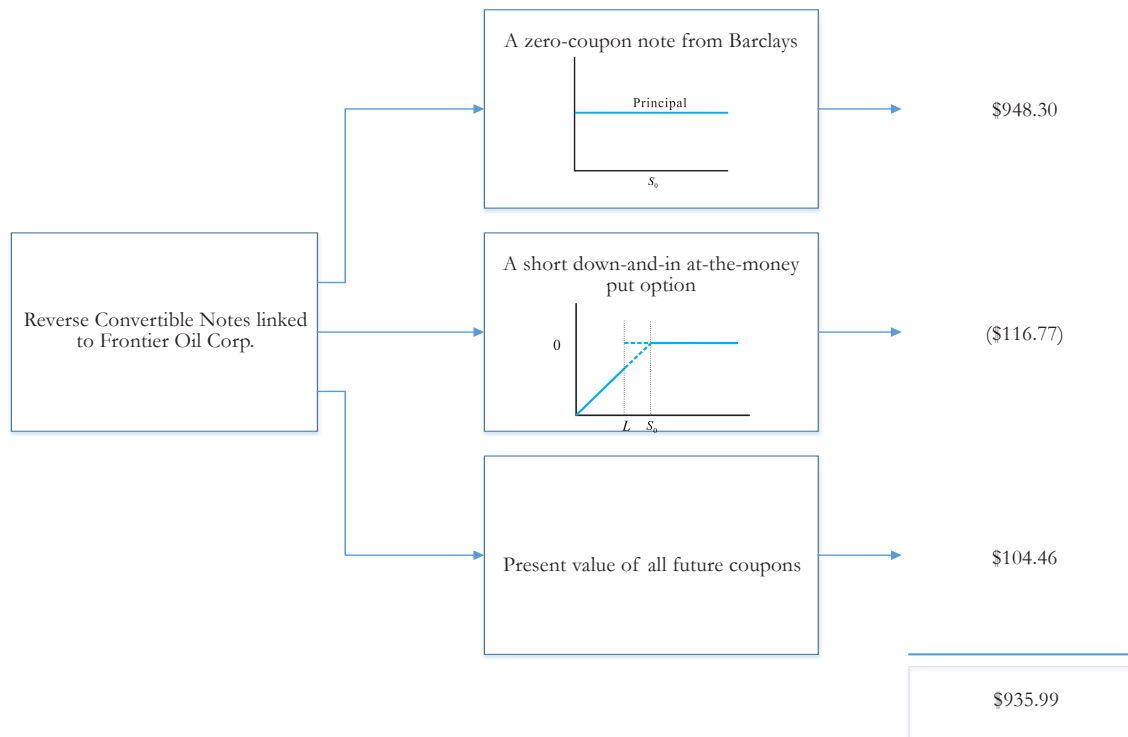 A zero-coupon note from Barclays
Principal
S₀
$948.30
Reverse Convertible Notes linked
to Frontier Oil Corp.
A short down-and-in at-the-money
put option
0
L S₀
($116.77)
Present value of all future coupons
$104.46
$935.99